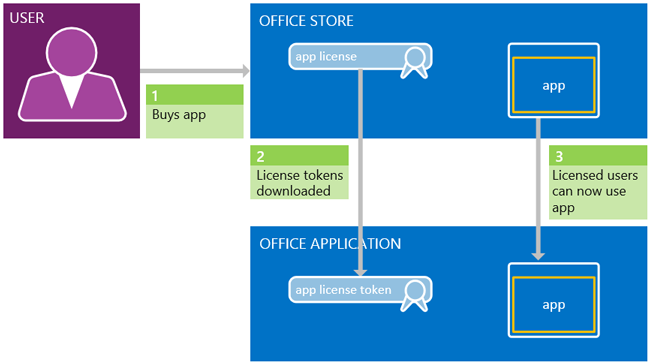 USER
OFFICE STORE
app license
app
1
Buys app
2
License tokens
downloaded
3
Licensed users
can now use
app
OFFICE APPLICATION
app license token
app